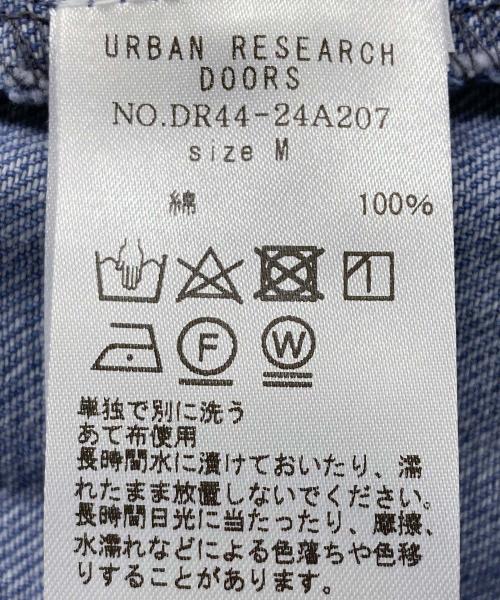 URBAN RESEARCH
DOORS
NO.DR44-24A207
size M
綿 100%
F W
単独で別に洗う
あて布使用
長時間水に漬けておいたり、濡
れたまま放置しないでください。
長時間日光に当たったり、摩擦、
水濡れなどによる色落ちや色移
りすることがあります。